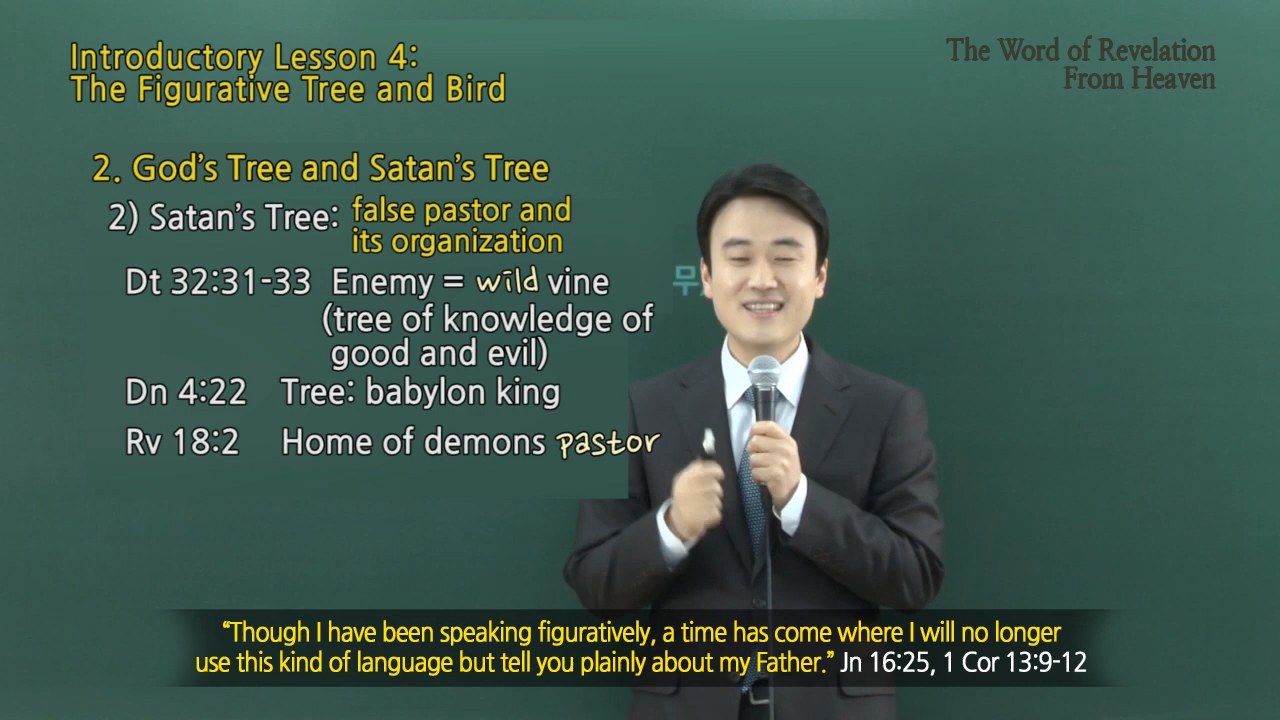 Introductory Lesson 4:
The Figurative Tree and Bird
The Word of Revelation
From Heaven
2. God's Tree and Satan's Tree
2) Satan's Tree: false pastor and
its organization
Dt 32:31-33 Enemy = wild vine
(tree of knowledge of
good and evil)
Dn 4:22 Tree: babylon king
Rv 18:2 Home of demons pastor
무
“Though I have been speaking figuratively, a time has come where I will no longer
use this kind of language but tell you plainly about my Father.” Jn 16:25, 1 Cor 13:9-12